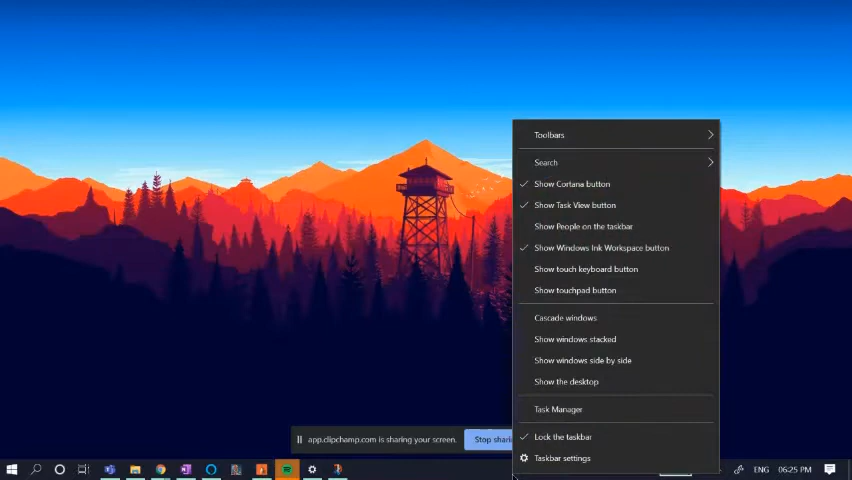 Toolbars
Search
Show Cortana button
Show Task View button
Show People on the taskbar
Show Windows Ink Workspace button
Show touch keyboard button
Show touchpad button
Cascade windows
Show windows stacked
Show windows side by side
Show the desktop
Task Manager
Lock the taskbar
Taskbar settings
app.clipchamp.com is sharing your screen.
Stop shari
ENG 06:25 PM